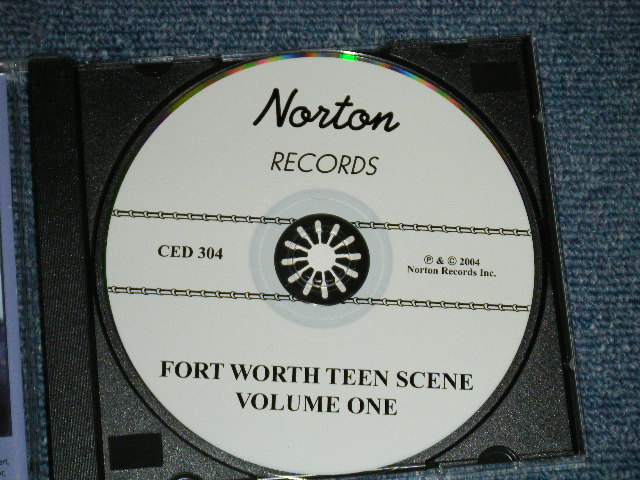 Norton
RECORDS
CED 304
℗ & © 2004
Norton Records Inc.
FORT WORTH TEEN SCENE
VOLUME ONE